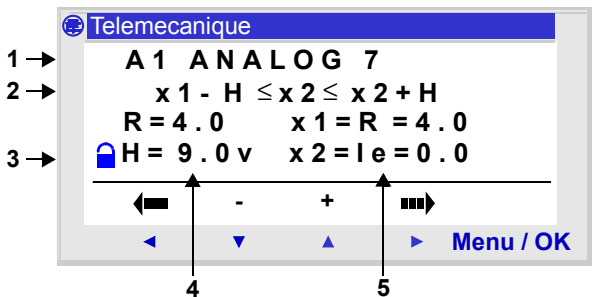 Telemecanique
1 A1 ANALOG 7
2 x1 - H ≤ x2 ≤ x2 + H
R = 4.0 x1 = R = 4.0
3 H = 9.0 v x2 = Ie = 0.0
- +
Menu / OK
4 5